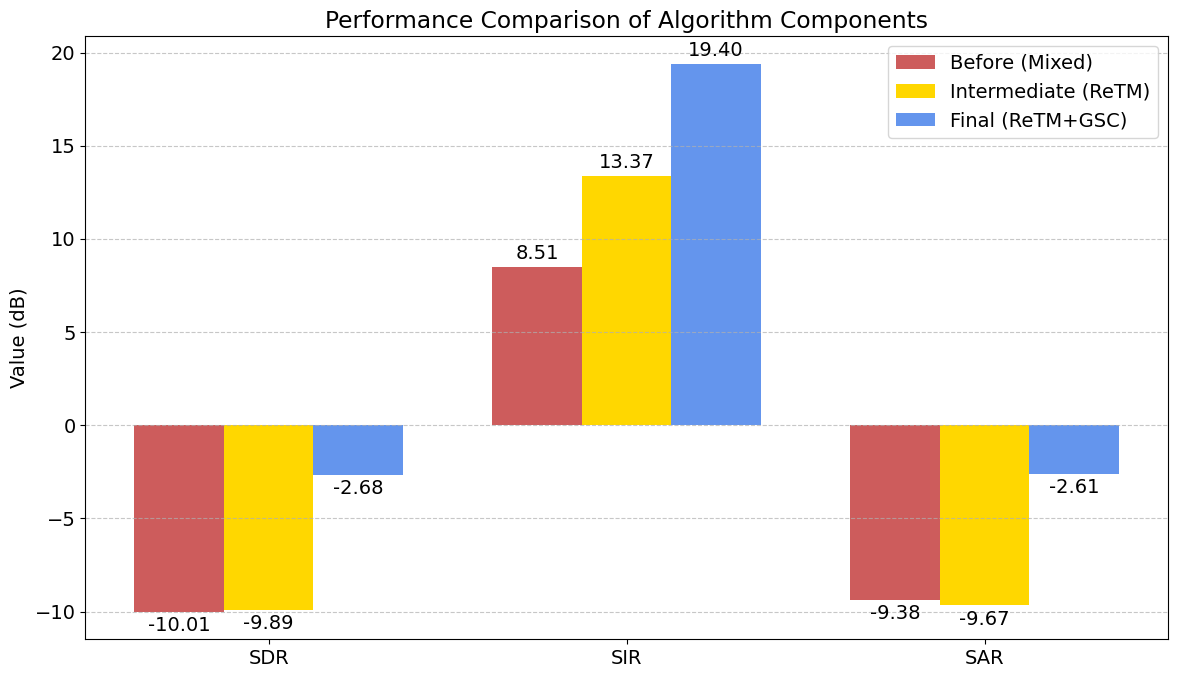 Performance Comparison of Algorithm Components
Before (Mixed)
Intermediate (ReTM)
Final (ReTM+GSC)
Value (dB)
20
15
10
5
0
−5
−10
-10.01
-9.89
-2.68
8.51
13.37
19.40
-9.38
-9.67
-2.61
SDR
SIR
SAR